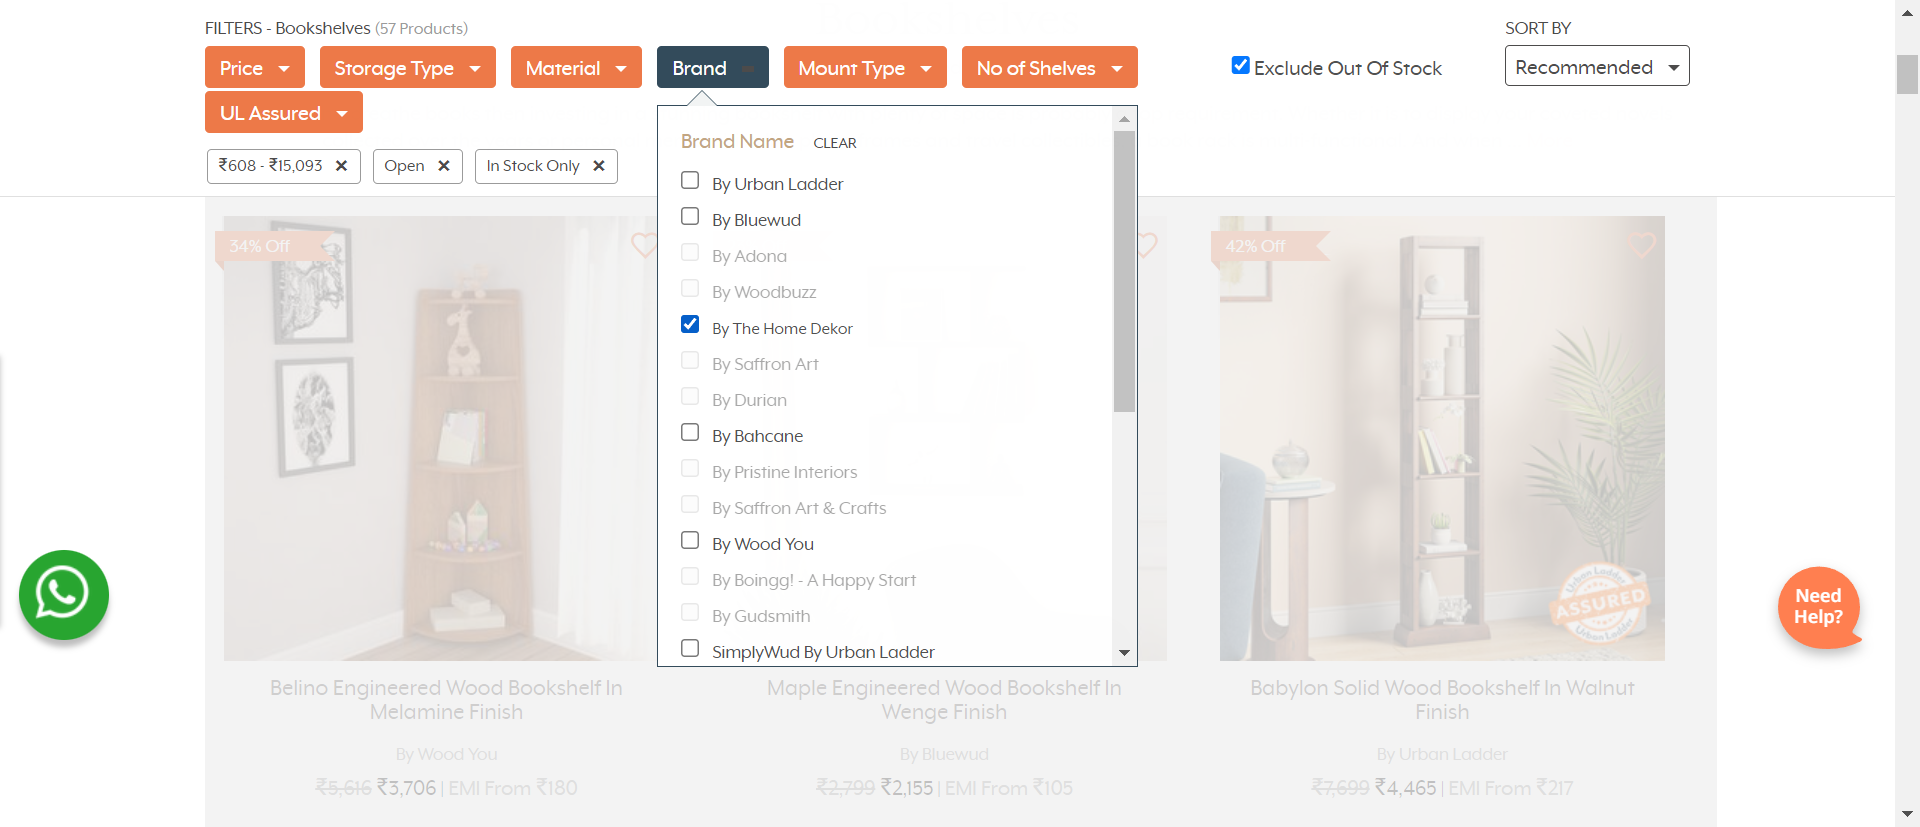 FILTERS - Bookshelves (57 Products)
SORT BY
Price
Storage Type
Material
Brand
Mount Type
No of Shelves
Exclude Out Of Stock
Recommended
UL Assured
₹608 - ₹15,093
Open
In Stock Only
Brand Name CLEAR
By Urban Ladder
By Bluewud
By Adona
By Woodbuzz
By The Home Dekor
By Saffron Art
By Durian
By Bahcane
By Pristine Interiors
By Saffron Art & Crafts
By Wood You
By Boingg! - A Happy Start
By Gudsmith
SimplyWud By Urban Ladder
34% Off
42% Off
Urban Ladder
ASSURED
Urban Ladder
Need
Help?
Belino Engineered Wood Bookshelf In
Melamine Finish
By Wood You
₹5,616 ₹3,706 | EMI From ₹180
Maple Engineered Wood Bookshelf In
Wenge Finish
By Bluewud
₹2,799 ₹2,155 | EMI From ₹105
Babylon Solid Wood Bookshelf In Walnut
Finish
By Urban Ladder
₹7,699 ₹4,465 | EMI From ₹217